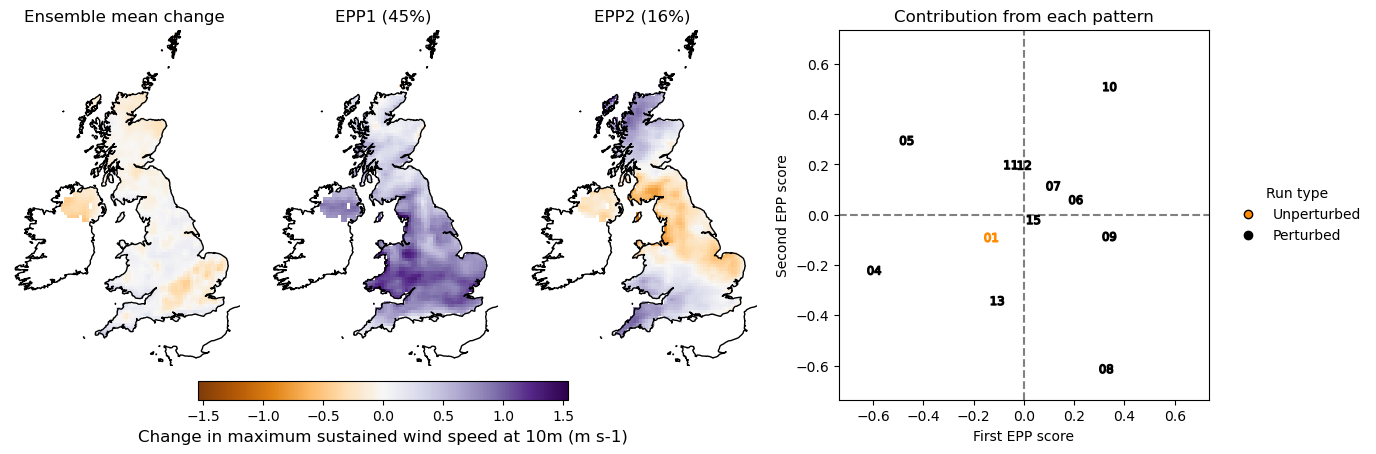 Ensemble mean change
EPP1 (45%)
EPP2 (16%)
Contribution from each pattern
−1.5 −1.0 −0.5 0.0 0.5 1.0 1.5
Change in maximum sustained wind speed at 10m (m s-1)
Second EPP score
0.6
0.4
0.2
0.0
−0.2
−0.4
−0.6
10
05
11 12
07
06
15
01
09
04
13
08
−0.6 −0.4 −0.2 0.0 0.2 0.4 0.6
First EPP score
Run type
Unperturbed
Perturbed